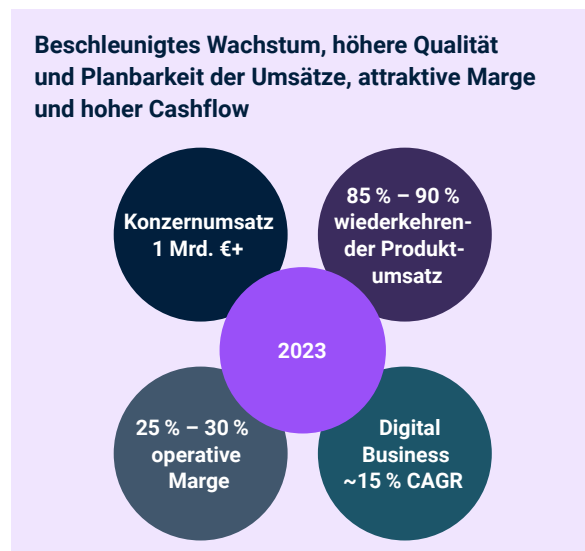 Beschleunigtes Wachstum, höhere Qualität
und Planbarkeit der Umsätze, attraktive Marge
und hoher Cashflow
Konzernumsatz
1 Mrd. €+
85 % – 90 %
wiederkehren-
der Produkt-
umsatz
2023
25 % – 30 %
operative
Marge
Digital
Business
~15 % CAGR